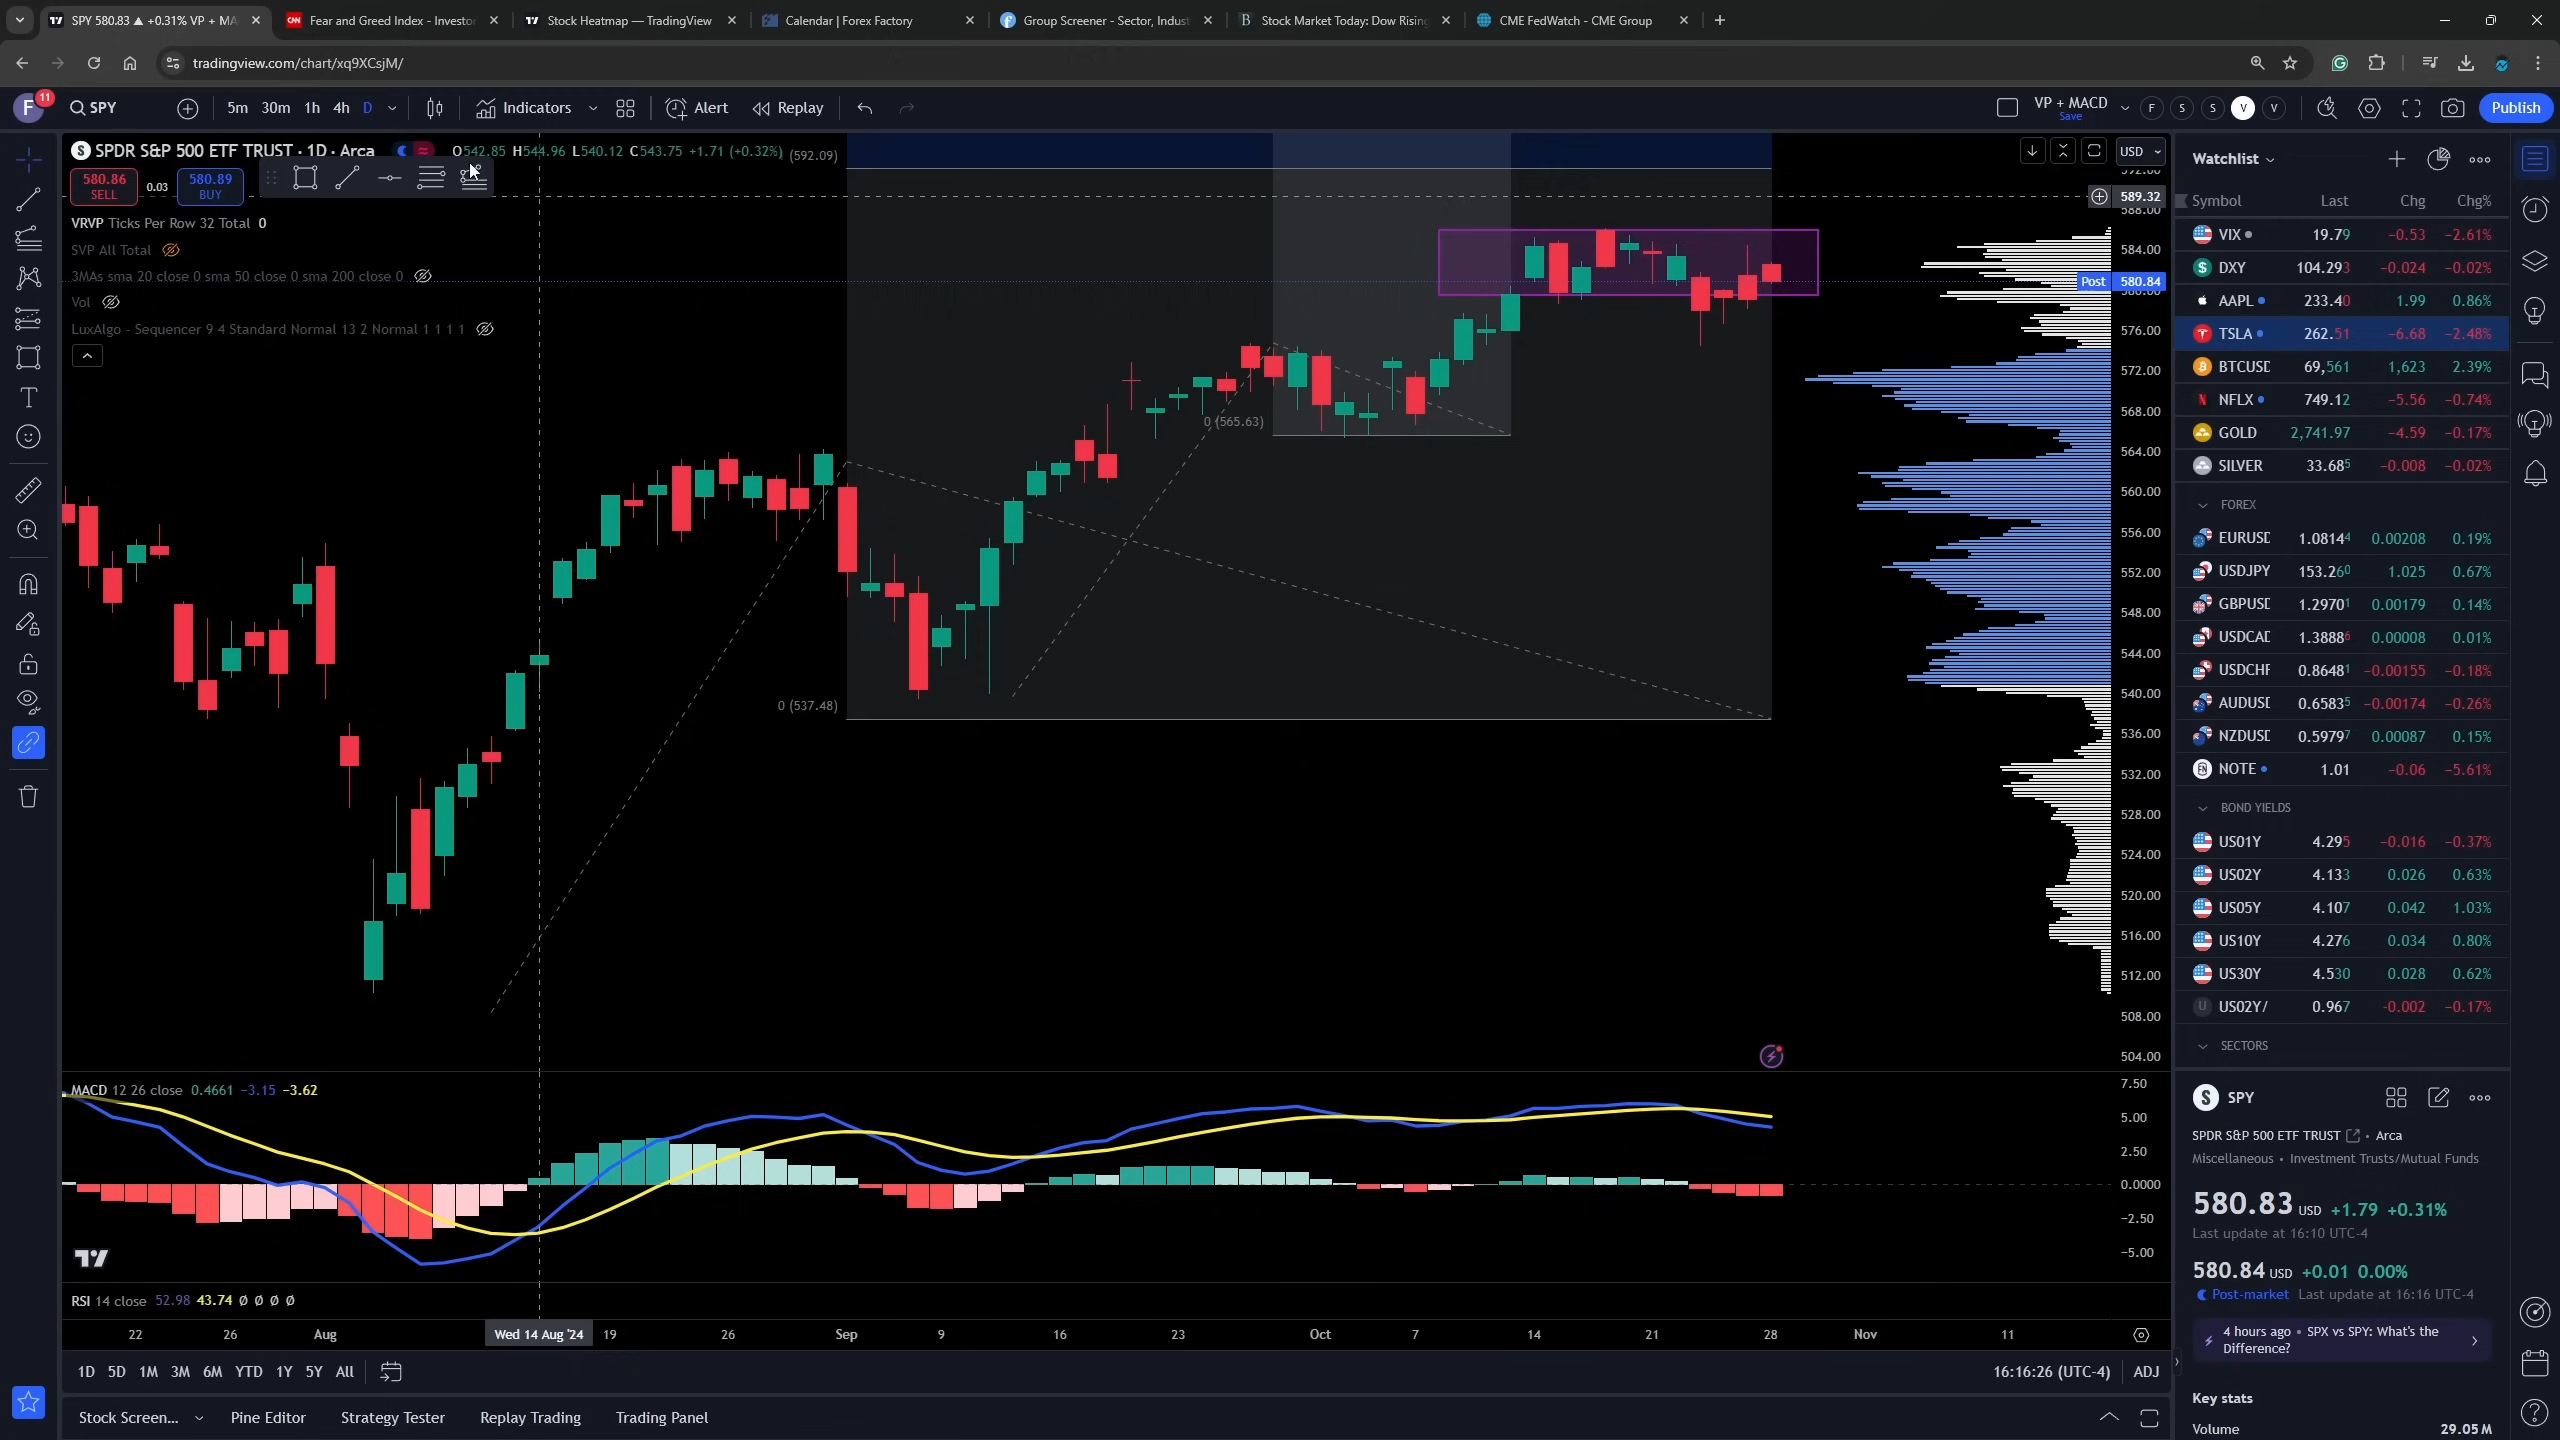 SPY 580.83 ▲ +0.31% VP + MA
Fear and Greed Index - Investor
Stock Heatmap — TradingView
Calendar | Forex Factory
Group Screener - Sector, Indust
Stock Market Today: Dow Rising
CME FedWatch - CME Group
tradingview.com/chart/xq9XCsjM/
F 11 SPY 5m 30m 1h 4h D Indicators Alert Replay VP + MACD Save F S S V V Publish
SPDR S&P 500 ETF TRUST · 1D · Arca O542.85 H544.96 L540.12 C543.75 +1.71 (+0.32%) (592.09) USD
580.86 SELL 0.03 580.89 BUY
VRVP Ticks Per Row 32 Total 0
SVP All Total
3MAs sma 20 close 0 sma 50 close 0 sma 200 close 0
Vol
LuxAlgo - Sequencer 9 4 Standard Normal 13 2 Normal 1 1 1 1
0 (565.63)
0 (537.48)
592.00
589.32
588.00
584.00
Post 580.84
580.00
576.00
572.00
568.00
564.00
560.00
556.00
552.00
548.00
544.00
540.00
536.00
532.00
528.00
524.00
520.00
516.00
512.00
508.00
504.00
MACD 12 26 close 0.4661 −3.15 −3.62
7.50
5.00
2.50
0.0000
−2.50
−5.00
RSI 14 close 52.98 43.74 Ø Ø Ø Ø
22 26 Aug Wed 14 Aug '24 19 26 Sep 9 16 23 Oct 7 14 21 28 Nov 11
1D 5D 1M 3M 6M YTD 1Y 5Y All 16:16:26 (UTC-4) ADJ
Stock Screen... Pine Editor Strategy Tester Replay Trading Trading Panel
Watchlist
Symbol Last Chg Chg%
VIX 19.79 −0.53 −2.61%
DXY 104.293 −0.024 −0.02%
AAPL 233.40 1.99 0.86%
TSLA 262.51 −6.68 −2.48%
BTCUSD 69,561 1,623 2.39%
NFLX 749.12 −5.56 −0.74%
GOLD 2,741.97 −4.59 −0.17%
SILVER 33.685 −0.008 −0.02%
FOREX
EURUSD 1.08144 0.00208 0.19%
USDJPY 153.260 1.025 0.67%
GBPUSD 1.29701 0.00179 0.14%
USDCAD 1.38886 0.00008 0.01%
USDCHF 0.86481 −0.00155 −0.18%
AUDUSD 0.65835 −0.00174 −0.26%
NZDUSD 0.59797 0.00087 0.15%
NOTE 1.01 −0.06 −5.61%
BOND YIELDS
US01Y 4.295 −0.016 −0.37%
US02Y 4.133 0.026 0.63%
US05Y 4.107 0.042 1.03%
US10Y 4.276 0.034 0.80%
US30Y 4.530 0.028 0.62%
US02Y/ 0.967 −0.002 −0.17%
SECTORS
SPY
SPDR S&P 500 ETF TRUST • Arca
Miscellaneous • Investment Trusts/Mutual Funds
580.83 USD +1.79 +0.31%
Last update at 16:10 UTC-4
580.84 USD +0.01 0.00%
Post-market Last update at 16:16 UTC-4
4 hours ago • SPX vs SPY: What's the
Difference?
Key stats
Volume 29.05 M